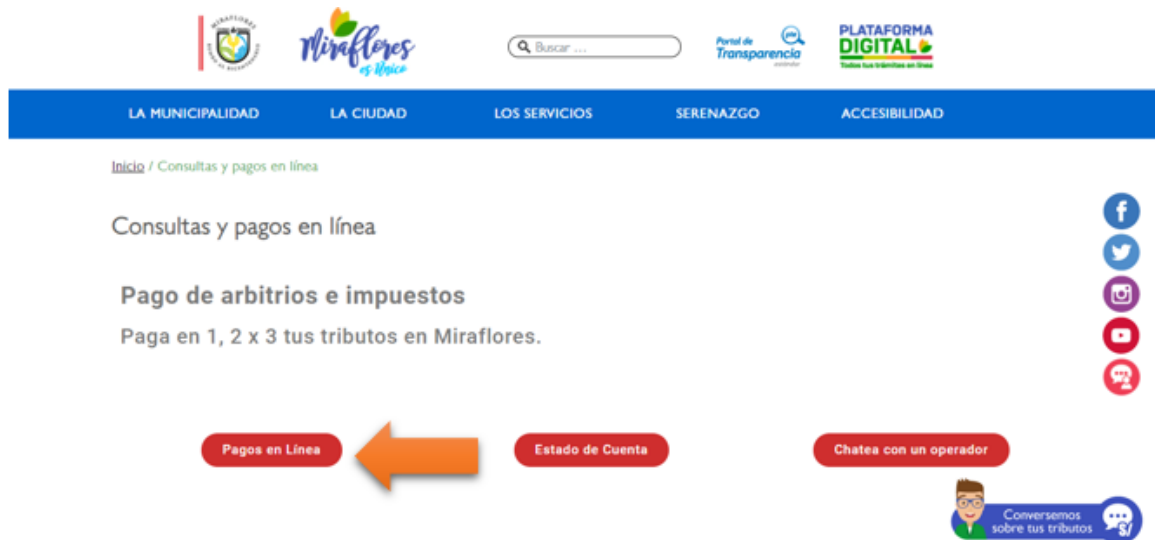 MIRAFLORES
Miraflores
es Único
Buscar ...
Portal de
Transparencia
estándar
PLATAFORMA
DIGITAL
Todos tus trámites en línea
LA MUNICIPALIDAD
LA CIUDAD
LOS SERVICIOS
SERENAZGO
ACCESIBILIDAD
Inicio / Consultas y pagos en línea
Consultas y pagos en línea
Pago de arbitrios e impuestos
Paga en 1, 2 x 3 tus tributos en Miraflores.
Pagos en Línea
Estado de Cuenta
Chatea con un operador
Conversemos
sobre tus tributos
S/